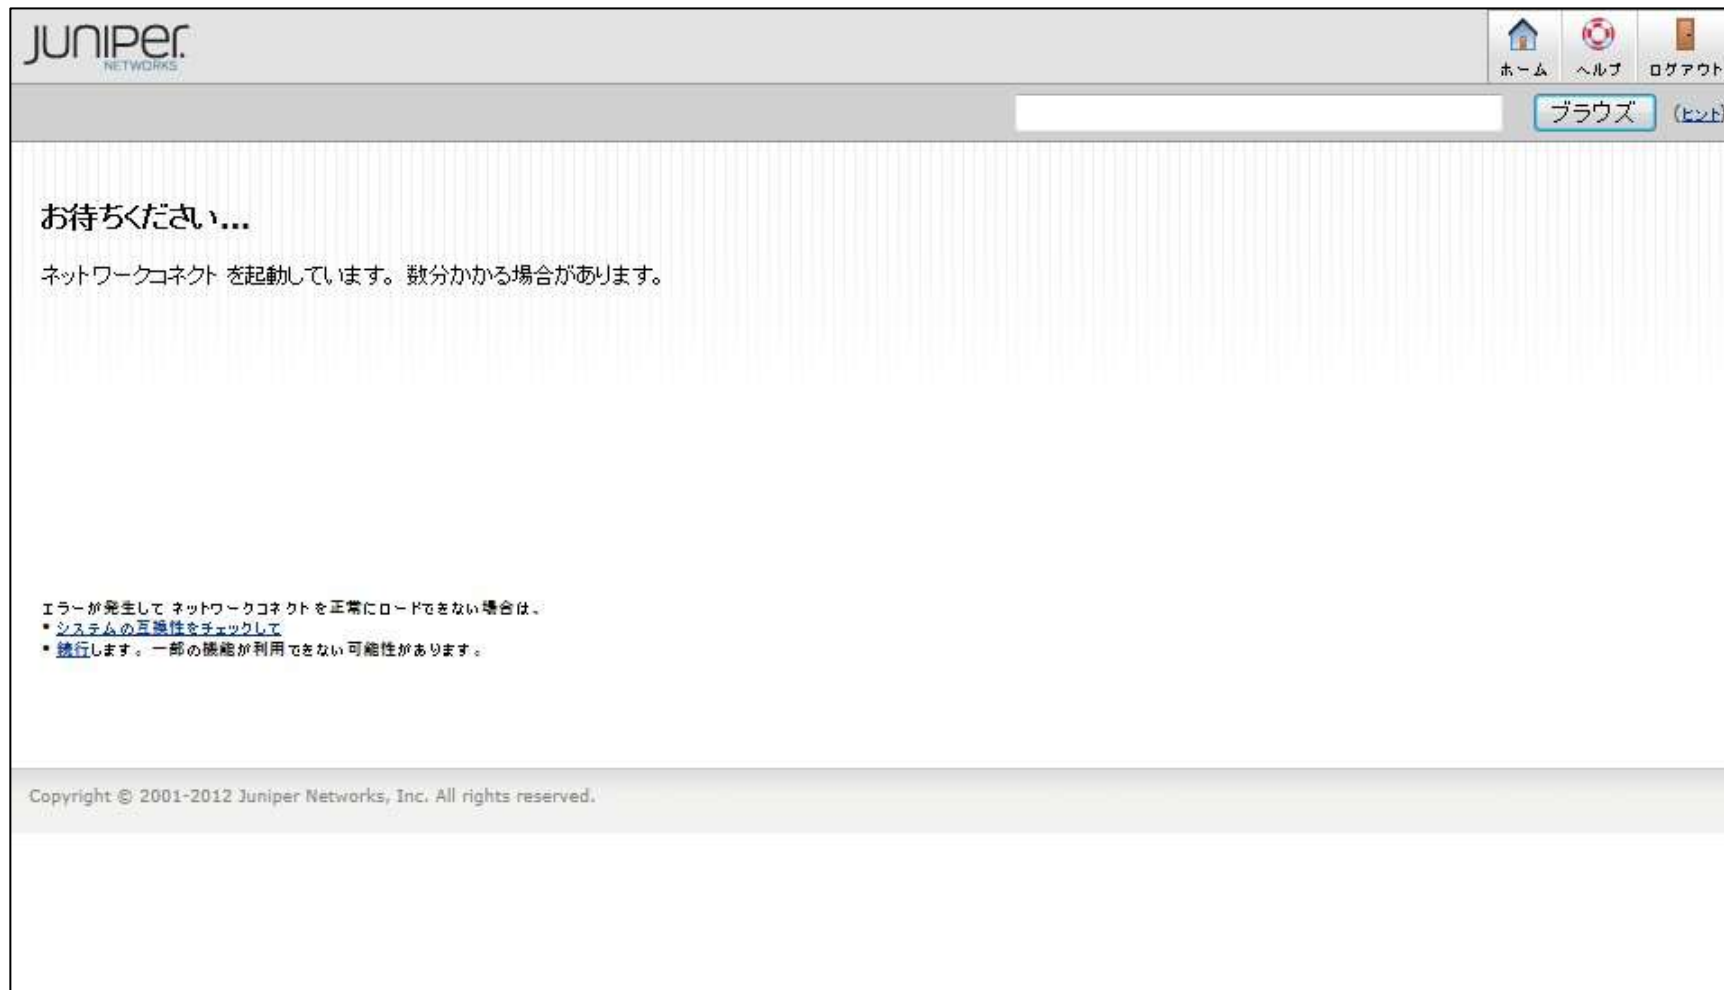 JUNIPER
NETWORKS
ホーム ヘルプ ログアウト
ブラウズ (ヒント)
お待ちください...
ネットワークコネクト を起動しています。数分かかる場合があります。
エラーが発生して ネットワークコネクト を正常にロードできない場合は、
▪ システムの互換性をチェックして
▪ 続行します。一部の機能が利用できない可能性があります。
Copyright © 2001-2012 Juniper Networks, Inc. All rights reserved.